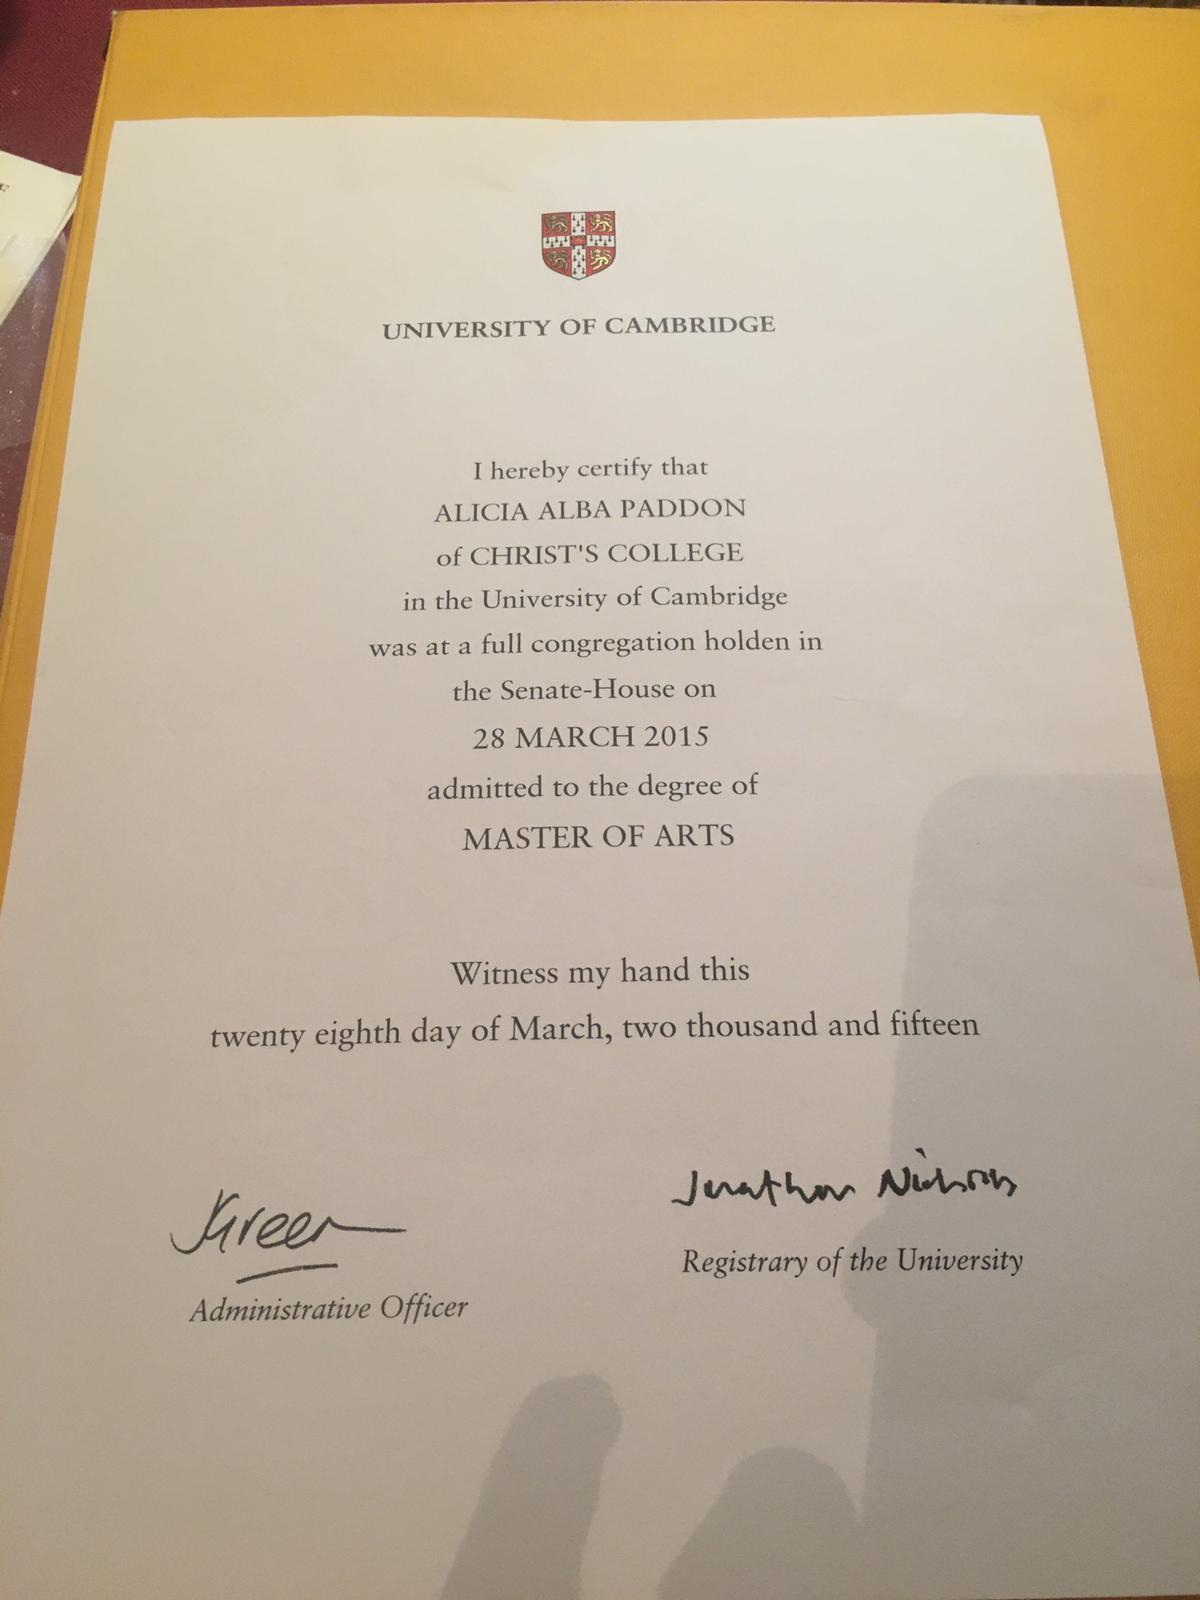 UNIVERSITY OF CAMBRIDGE
I hereby certify that
ALICIA ALBA PADDON
of CHRIST'S COLLEGE
in the University of Cambridge
was at a full congregation holden in
the Senate-House on
28 MARCH 2015
admitted to the degree of
MASTER OF ARTS
Witness my hand this
twenty eighth day of March, two thousand and fifteen
Jonathan Nicholls
Registrary of the University
JGreen
Administrative Officer